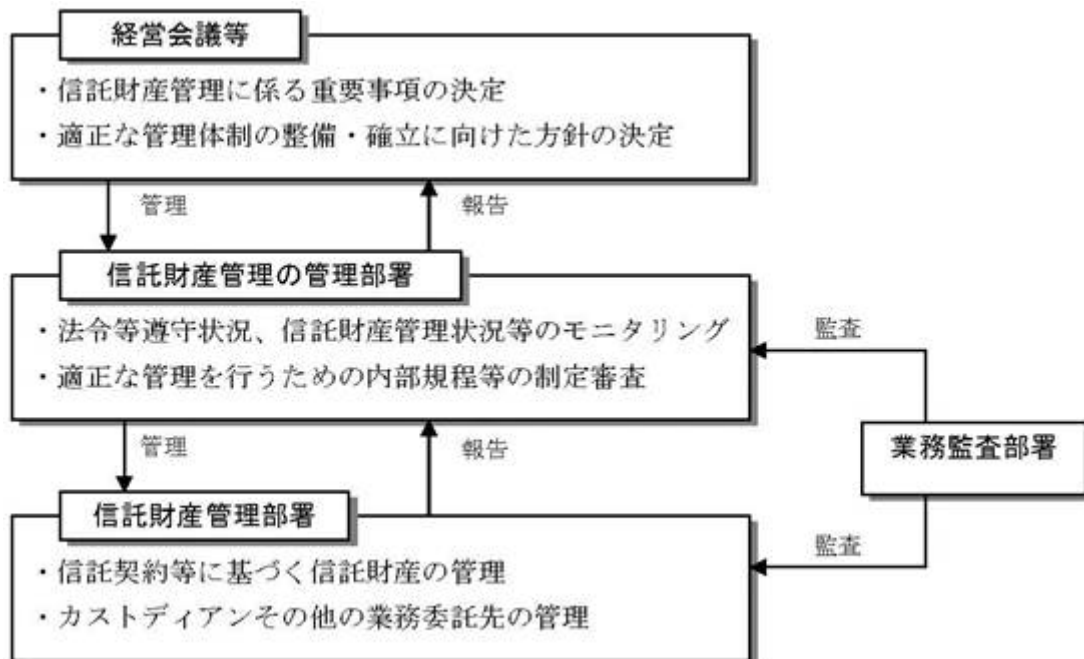 経営会議等
・信託財産管理に係る重要事項の決定
・適正な管理体制の整備・確立に向けた方針の決定
管理
報告
信託財産管理の管理部署
・法令等遵守状況、信託財産管理状況等のモニタリング
・適正な管理を行うための内部規程等の制定審査
監査
管理
報告
業務監査部署
信託財産管理部署
・信託契約等に基づく信託財産の管理
・カストディアンその他の業務委託先の管理
監査